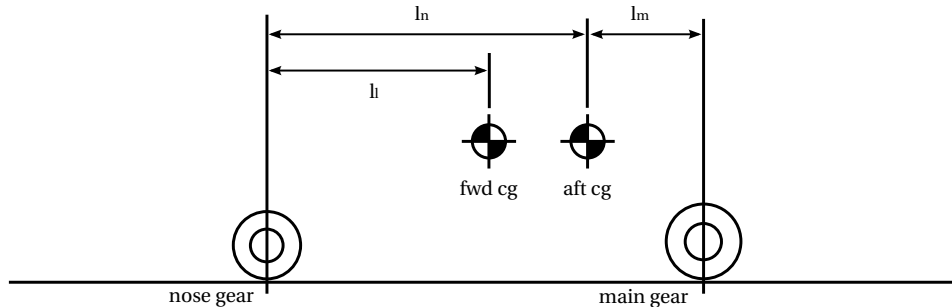 ln
lm
ll
fwd cg
aft cg
nose gear
main gear